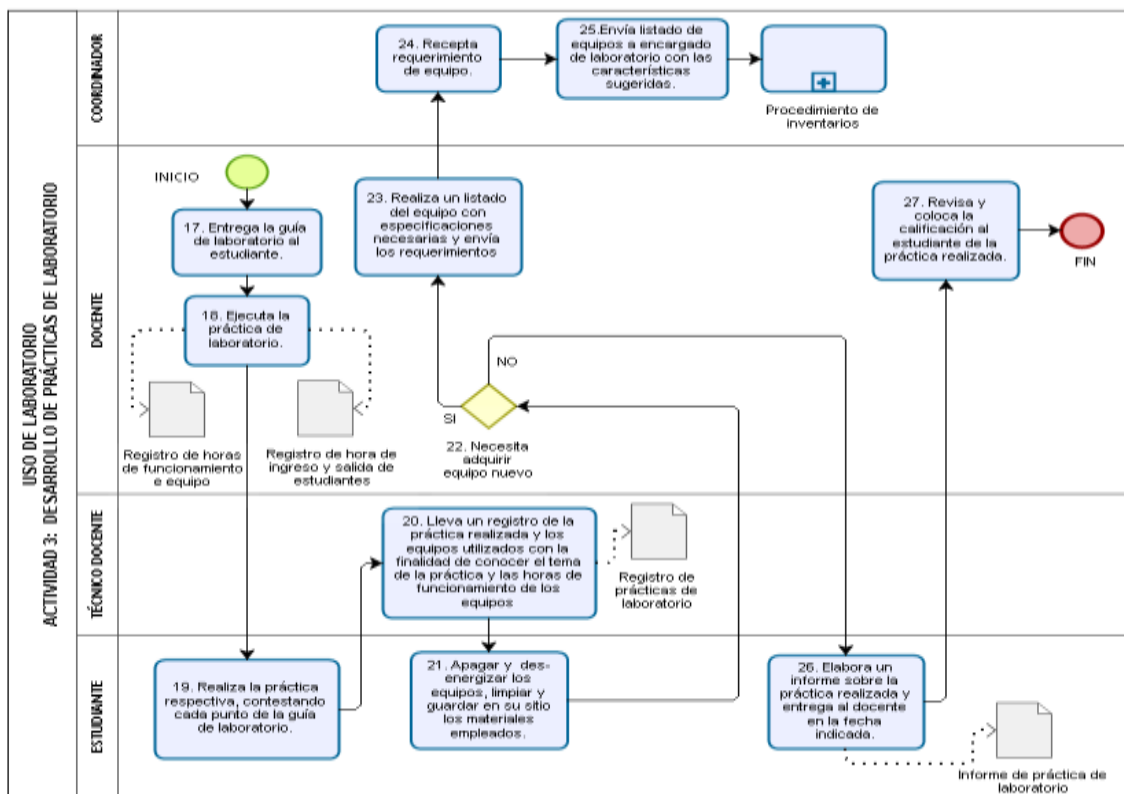 USO DE LABORATORIO
ACTIVIDAD 3: DESARROLLO DE PRÁCTICAS DE LABORATORIO
COORDINADOR
24. Recepta
requerimiento
de equipo.
25.Envía listado de
equipos a encargado
de laboratorio con las
características
sugeridas.
Procedimiento de
inventarios
DOCENTE
INICIO
17. Entrega la guía
de laboratorio al
estudiante.
18. Ejecuta la
práctica de
laboratorio.
Registro de horas
de funcionamiento
e equipo
Registro de hora de
ingreso y salida de
estudiantes
23. Realiza un listado
del equipo con
especificaciones
necesarias y envía
los requerimientos
SI
NO
22. Necesita
adquirir
equipo nuevo
27. Revisa y
coloca la
calificación al
estudiante de la
práctica realizada.
FIN
TÉCNICO DOCENTE
20. Lleva un registro de la
práctica realizada y los
equipos utilizados con la
finalidad de conocer el tema
de la práctica y las horas de
funcionamiento de los
equipos
Registro de
prácticas de
laboratorio
ESTUDIANTE
19. Realiza la práctica
respectiva, contestando
cada punto de la guía
de laboratorio.
21. Apagar y des-
energizar los
equipos, limpiar y
guardar en su sitio
los materiales
empleados.
26. Elabora un
informe sobre la
práctica realizada y
entrega al docente
en la fecha
indicada.
Informe de práctica de
laboratorio